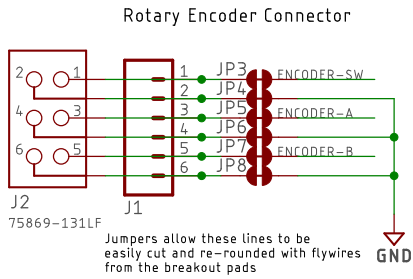 Rotary Encoder Connector
2 1
4 3
6 5
J2
75869-131LF
1
2
3
4
5
6
J1
JP3 ENCODER-SW
JP4
JP5 ENCODER-A
JP6
JP7 ENCODER-B
JP8
GND
Jumpers allow these lines to be
easily cut and re-rounded with flywires
from the breakout pads